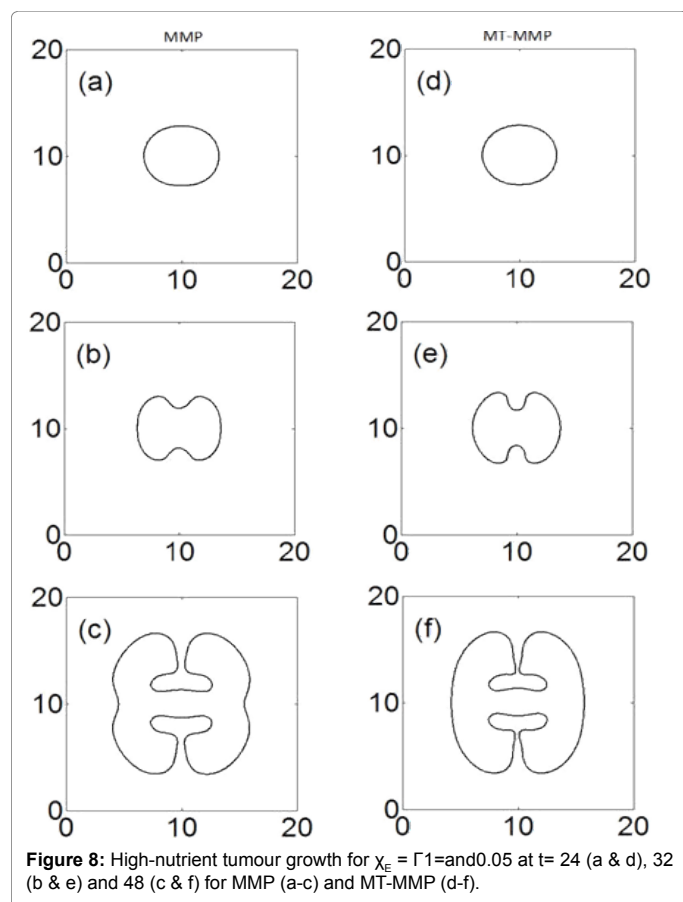 MMP
MT-MMP
20
(a)
10
0
0 10 20
20
(d)
10
0
0 10 20
20
(b)
10
0
0 10 20
20
(e)
10
0
0 10 20
20
(c)
10
0
0 10 20
20
(f)
10
0
0 10 20
Figure 8: High-nutrient tumour growth for χE = Γ1=and0.05 at t= 24 (a & d), 32
(b & e) and 48 (c & f) for MMP (a-c) and MT-MMP (d-f).